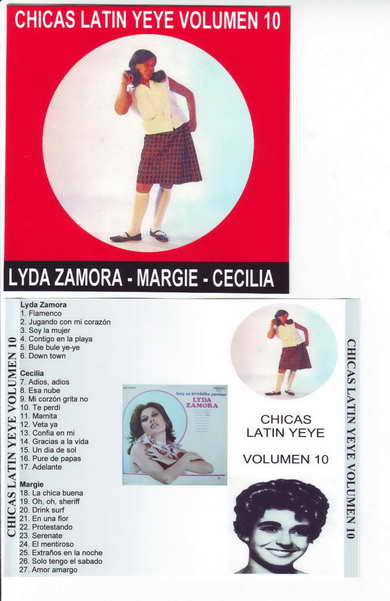 CHICAS LATIN YEYE VOLUMEN 10
LYDA ZAMORA - MARGIE - CECILIA
CHICAS LATIN YEYE VOLUMEN 10
Lyda Zamora
1. Flamenco
2. Jugando con mi corazón
3. Soy la mujer
4. Contigo en la playa
5. Bule bule ye-ye
6. Down town
Cecilia
7. Adios, adios
8. Esa nube
9. Mi corzón grita no
10. Te perdí
11. Mamita
12. Veta ya
13. Confia en mi
14. Gracias a la vida
15. Un dia de sol
16. Pure de papas
17. Adelante
Margie
18. La chica buena
19. Oh, oh, sheriff
20. Drink surf
21. En una flor
22. Protestando
23. Serenate
24. El mentiroso
25. Extraños en la noche
26. Solo tengo el sabado
27. Amor amargo
LYDA
ZAMORA
CHICAS
LATIN YEYE
VOLUMEN 10
CHICAS LATIN YEYE VOLUMEN 10